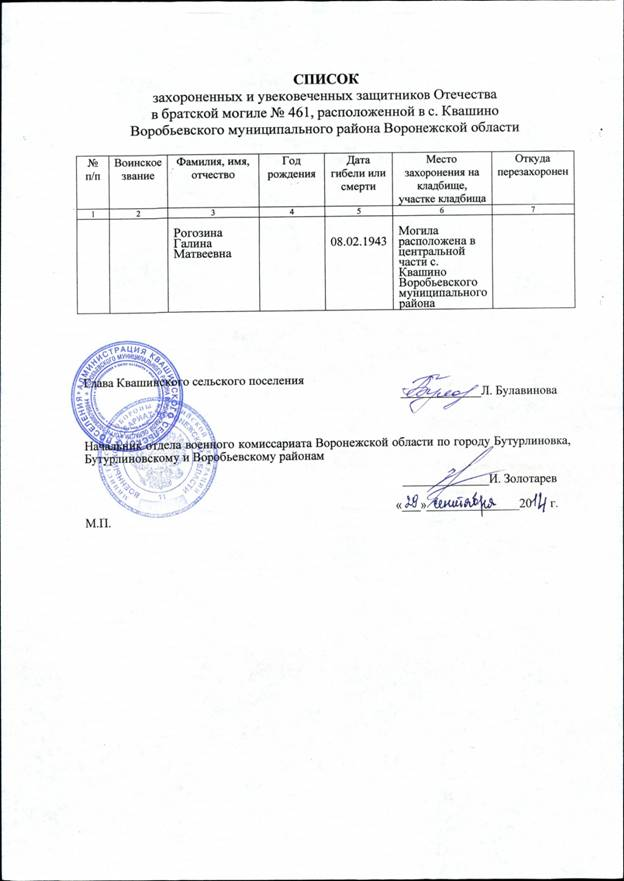 СПИСОК
захороненных и увековеченных защитников Отечества
в братской могиле № 461, расположенной в с. Квашино
Воробьевского муниципального района Воронежской области
№ п/п
Воинское звание
Фамилия, имя, отчество
Год рождения
Дата гибели или смерти
Место захоронения на кладбище, участке кладбища
Откуда перезахоронен
1 2 3 4 5 6 7
Рогозина
Галина
Матвеевна
08.02.1943
Могила
расположена в
центральной
части с.
Квашино
Воробьевского
муниципального
района
АДМИНИСТРАЦИЯ КВАШИНСКОГО СЕЛЬСКОГО ПОСЕЛЕНИЯ
Глава Квашинского сельского поселения
Л. Булавинова
Начальник отдела военного комиссариата Воронежской области по городу Бутурлиновка,
Бутурлиновскому и Воробьевскому районам
И. Золотарев
« 29 » сентября 2014 г.
М.П.